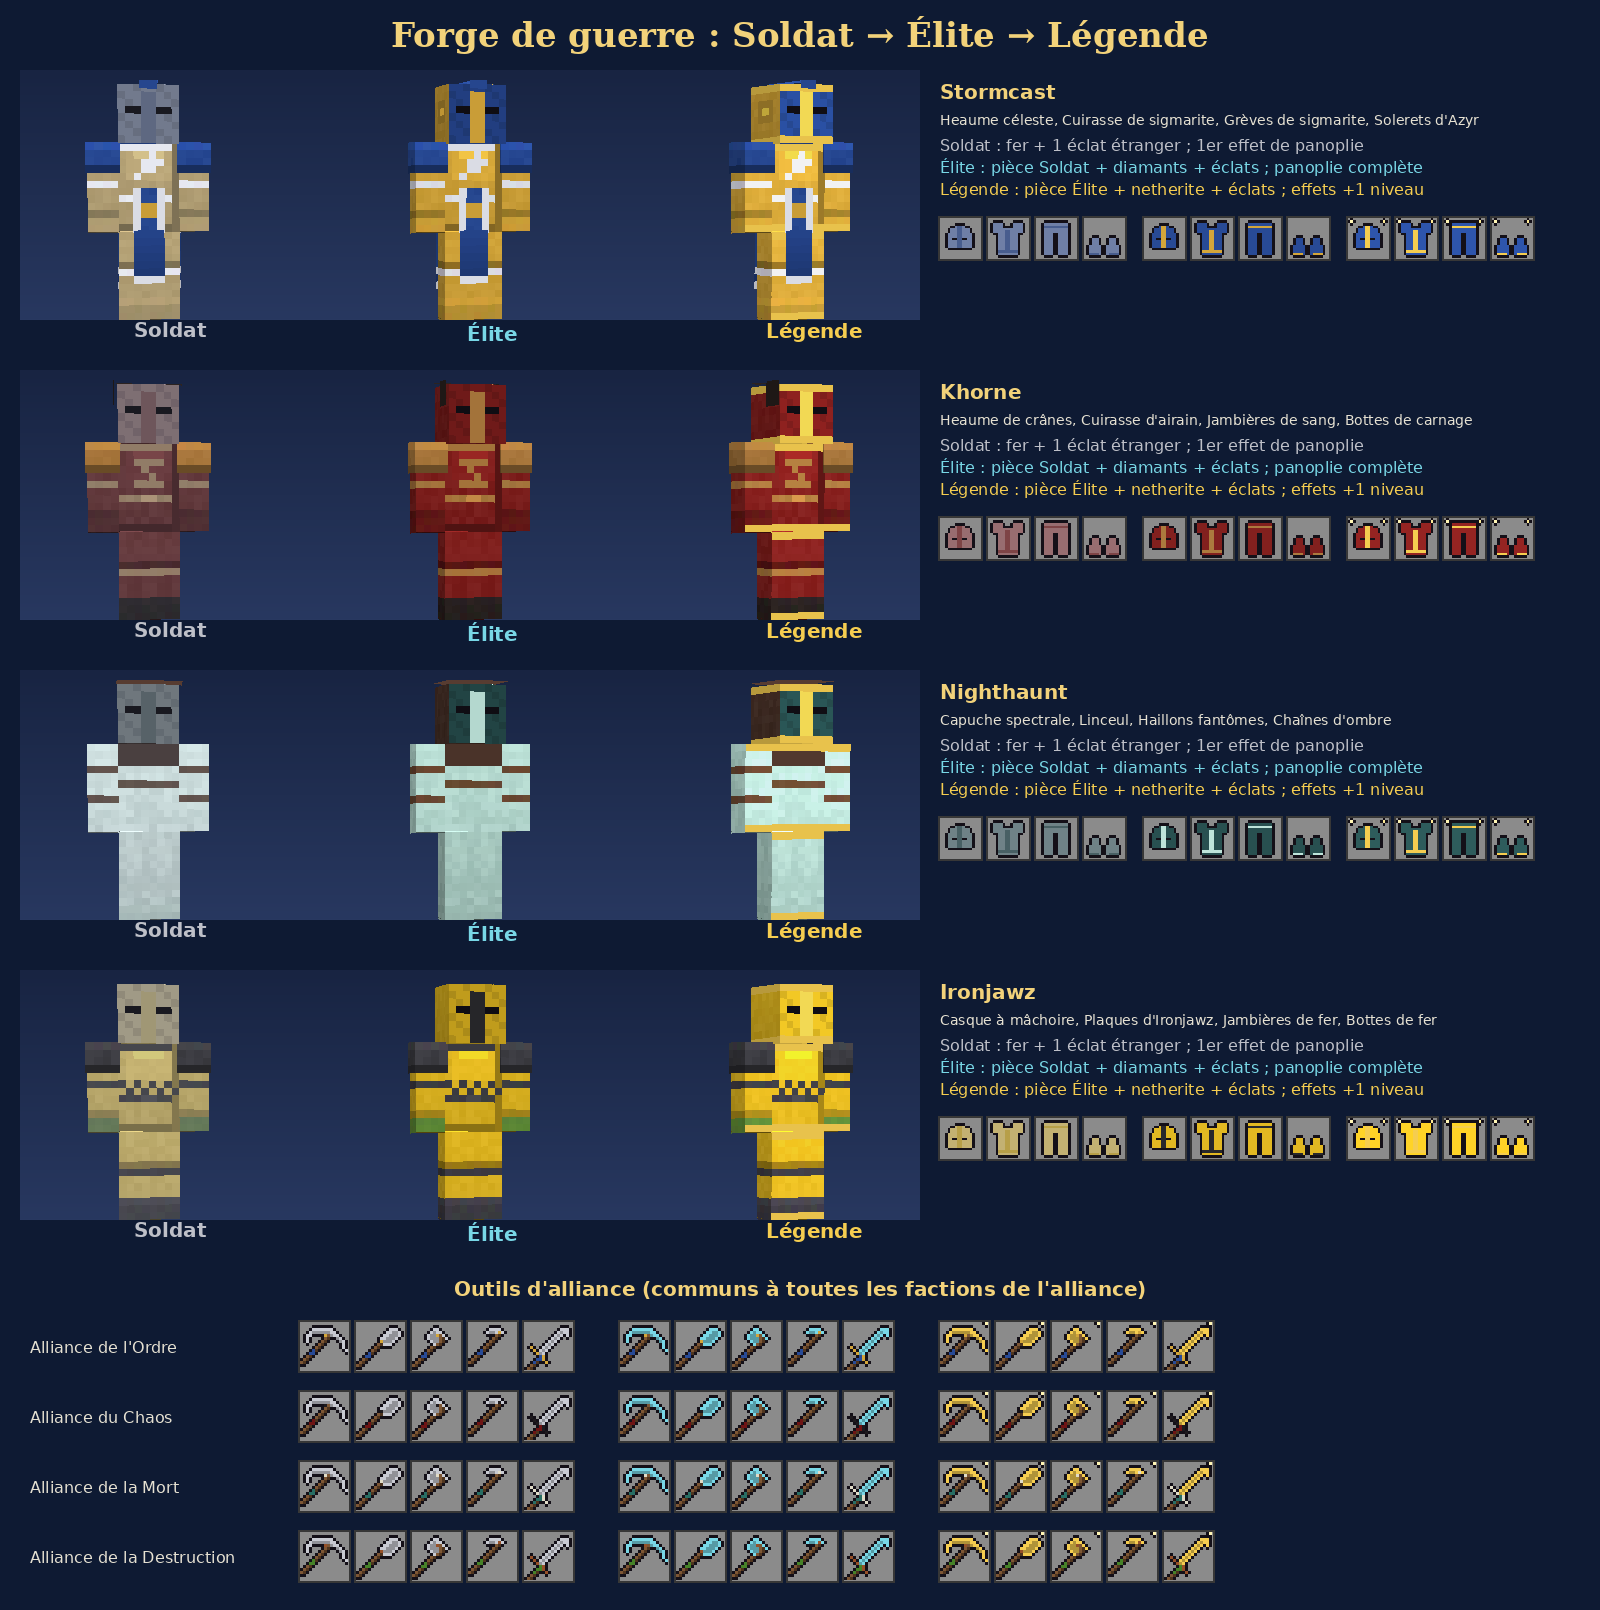 Forge de guerre : Soldat → Élite → Légende
Stormcast
Heaume céleste, Cuirasse de sigmarite, Grèves de sigmarite, Solerets d'Azyr
Soldat : fer + 1 éclat étranger ; 1er effet de panoplie
Élite : pièce Soldat + diamants + éclats ; panoplie complète
Légende : pièce Élite + netherite + éclats ; effets +1 niveau
Soldat
Élite
Légende
Khorne
Heaume de crânes, Cuirasse d'airain, Jambières de sang, Bottes de carnage
Soldat : fer + 1 éclat étranger ; 1er effet de panoplie
Élite : pièce Soldat + diamants + éclats ; panoplie complète
Légende : pièce Élite + netherite + éclats ; effets +1 niveau
Soldat
Élite
Légende
Nighthaunt
Capuche spectrale, Linceul, Haillons fantômes, Chaînes d'ombre
Soldat : fer + 1 éclat étranger ; 1er effet de panoplie
Élite : pièce Soldat + diamants + éclats ; panoplie complète
Légende : pièce Élite + netherite + éclats ; effets +1 niveau
Soldat
Élite
Légende
Ironjawz
Casque à mâchoire, Plaques d'Ironjawz, Jambières de fer, Bottes de fer
Soldat : fer + 1 éclat étranger ; 1er effet de panoplie
Élite : pièce Soldat + diamants + éclats ; panoplie complète
Légende : pièce Élite + netherite + éclats ; effets +1 niveau
Soldat
Élite
Légende
Outils d'alliance (communs à toutes les factions de l'alliance)
Alliance de l'Ordre
Alliance du Chaos
Alliance de la Mort
Alliance de la Destruction